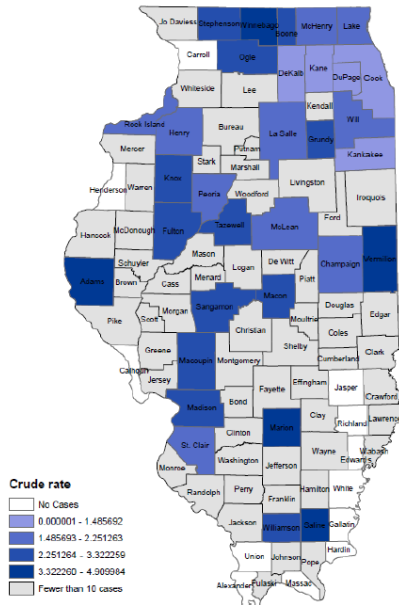 Jo Daviess Stephenson Winnebago Boone McHenry Lake
Carroll Ogle
DeKalb Kane
DuPage Cook
Whiteside Lee
Kendall Will
Rock Island Henry Bureau La Salle Grundy
Mercer Putnam Kankakee
Stark Marshall
Knox Peoria Livingston
Henderson Warren Woodford Iroquois
Tazewell McLean Ford
Hancock McDonough Fulton
Mason
Schuyler Logan De Witt Champaign Vermilion
Adams Brown Cass Menard Piatt
Macon
Morgan Sangamon Douglas Edgar
Pike Scott Moultrie
Christian Coles
Greene Shelby Clark
Macoupin Montgomery Cumberland
Calhoun Jersey
Fayette Effingham Jasper Crawford
Madison Bond
Clay Richland Lawrence
Clinton Marion
St. Clair Wabash
Washington Wayne Edwards
Monroe Jefferson
Randolph Perry Hamilton White
Franklin
Jackson Williamson Saline Gallatin
Hardin
Union Johnson Pope
Alexander Pulaski Massac
Crude rate
No Cases
0.000001 - 1.485692
1.485693 - 2.251263
2.251264 - 3.322259
3.322260 - 4.909984
Fewer than 10 cases